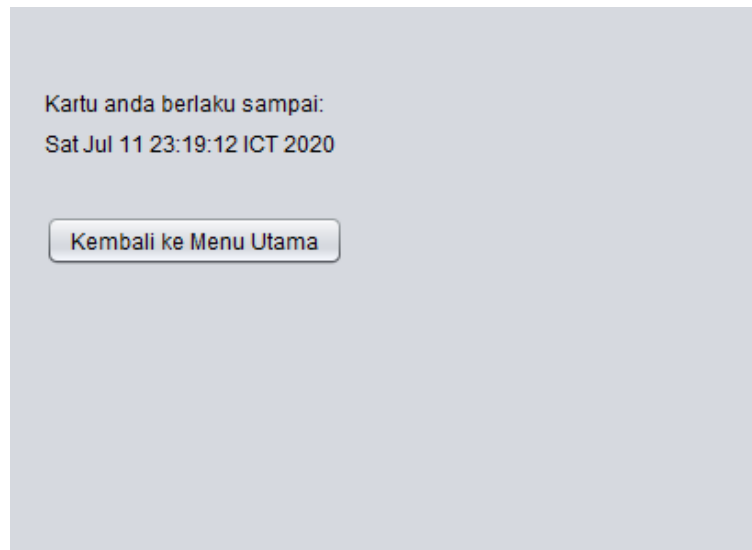 Kartu anda berlaku sampai:
Sat Jul 11 23:19:12 ICT 2020
Kembali ke Menu Utama